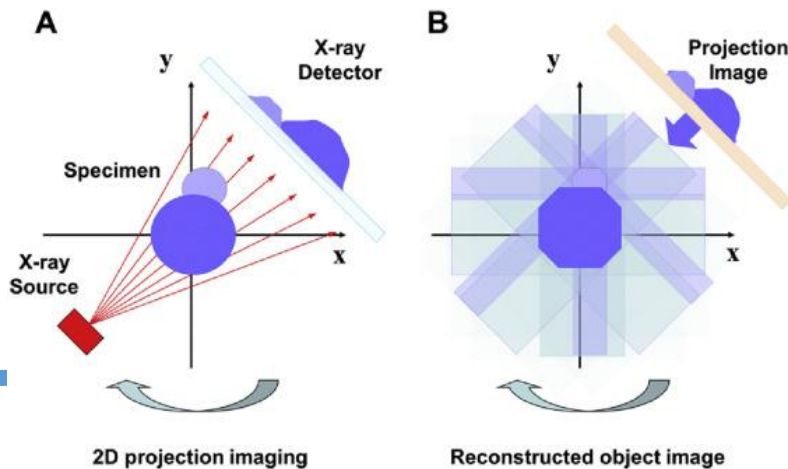 A
X-ray
Detector
y
Specimen
x
X-ray
Source
2D projection imaging
B
Projection
Image
y
x
Reconstructed object image